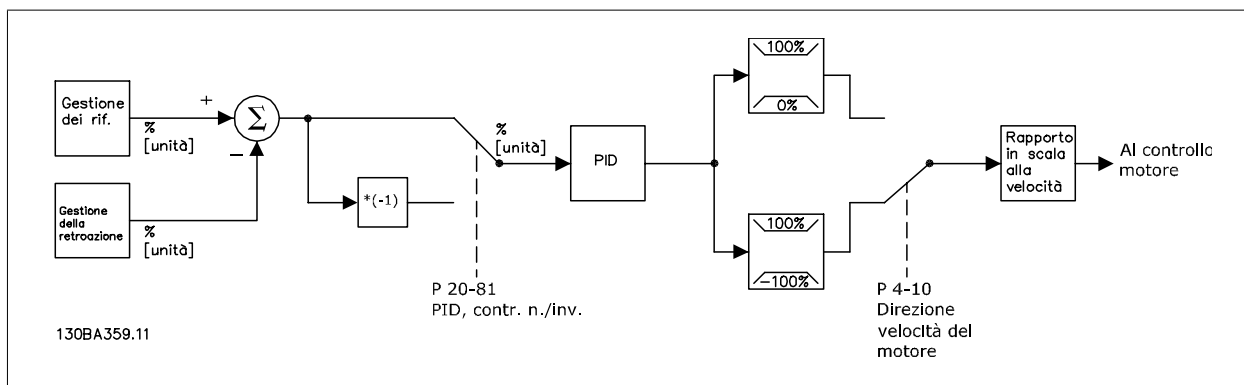 Gestione
dei rif.
%
[unità]
+
−
Σ
Gestione
della
retroazione
%
[unità]
*(-1)
P 20-81
PID, contr. n./inv.
%
[unità]
PID
100%
0%
100%
−100%
P 4-10
Direzione
velocità del
motore
Rapporto
in scala
alla
velocità
Al controllo
motore
130BA359.11